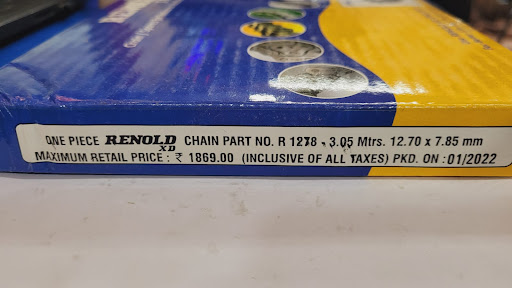 ONE PIECE RENOLD XD CHAIN PART NO. R 1278 - 3.05 Mtrs. 12.70 x 7.85 mm
MAXIMUM RETAIL PRICE : ₹ 1869.00 (INCLUSIVE OF ALL TAXES) PKD. ON : 01/2022